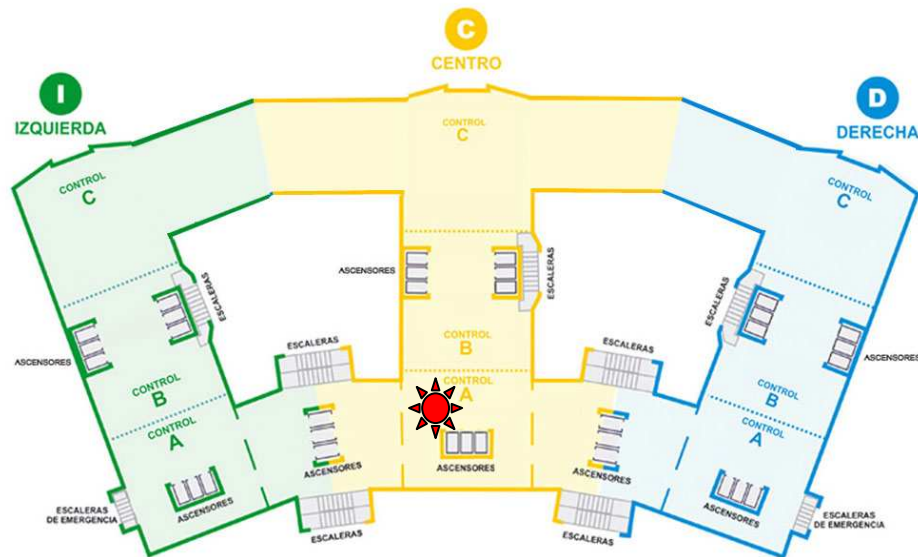 C
CENTRO
I
IZQUIERDA
D
DERECHA
CONTROL
C
CONTROL
C
CONTROL
C
ASCENSORES
ESCALERAS
ESCALERAS
ESCALERAS
ASCENSORES
ASCENSORES
ESCALERAS
ESCALERAS
CONTROL
B
CONTROL
B
CONTROL
B
CONTROL
A
CONTROL
A
CONTROL
A
ASCENSORES
ASCENSORES
ASCENSORES
ASCENSORES
ASCENSORES
ESCALERAS
DE EMERGENCIA
ESCALERAS
ESCALERAS
ESCALERAS
DE EMERGENCIA